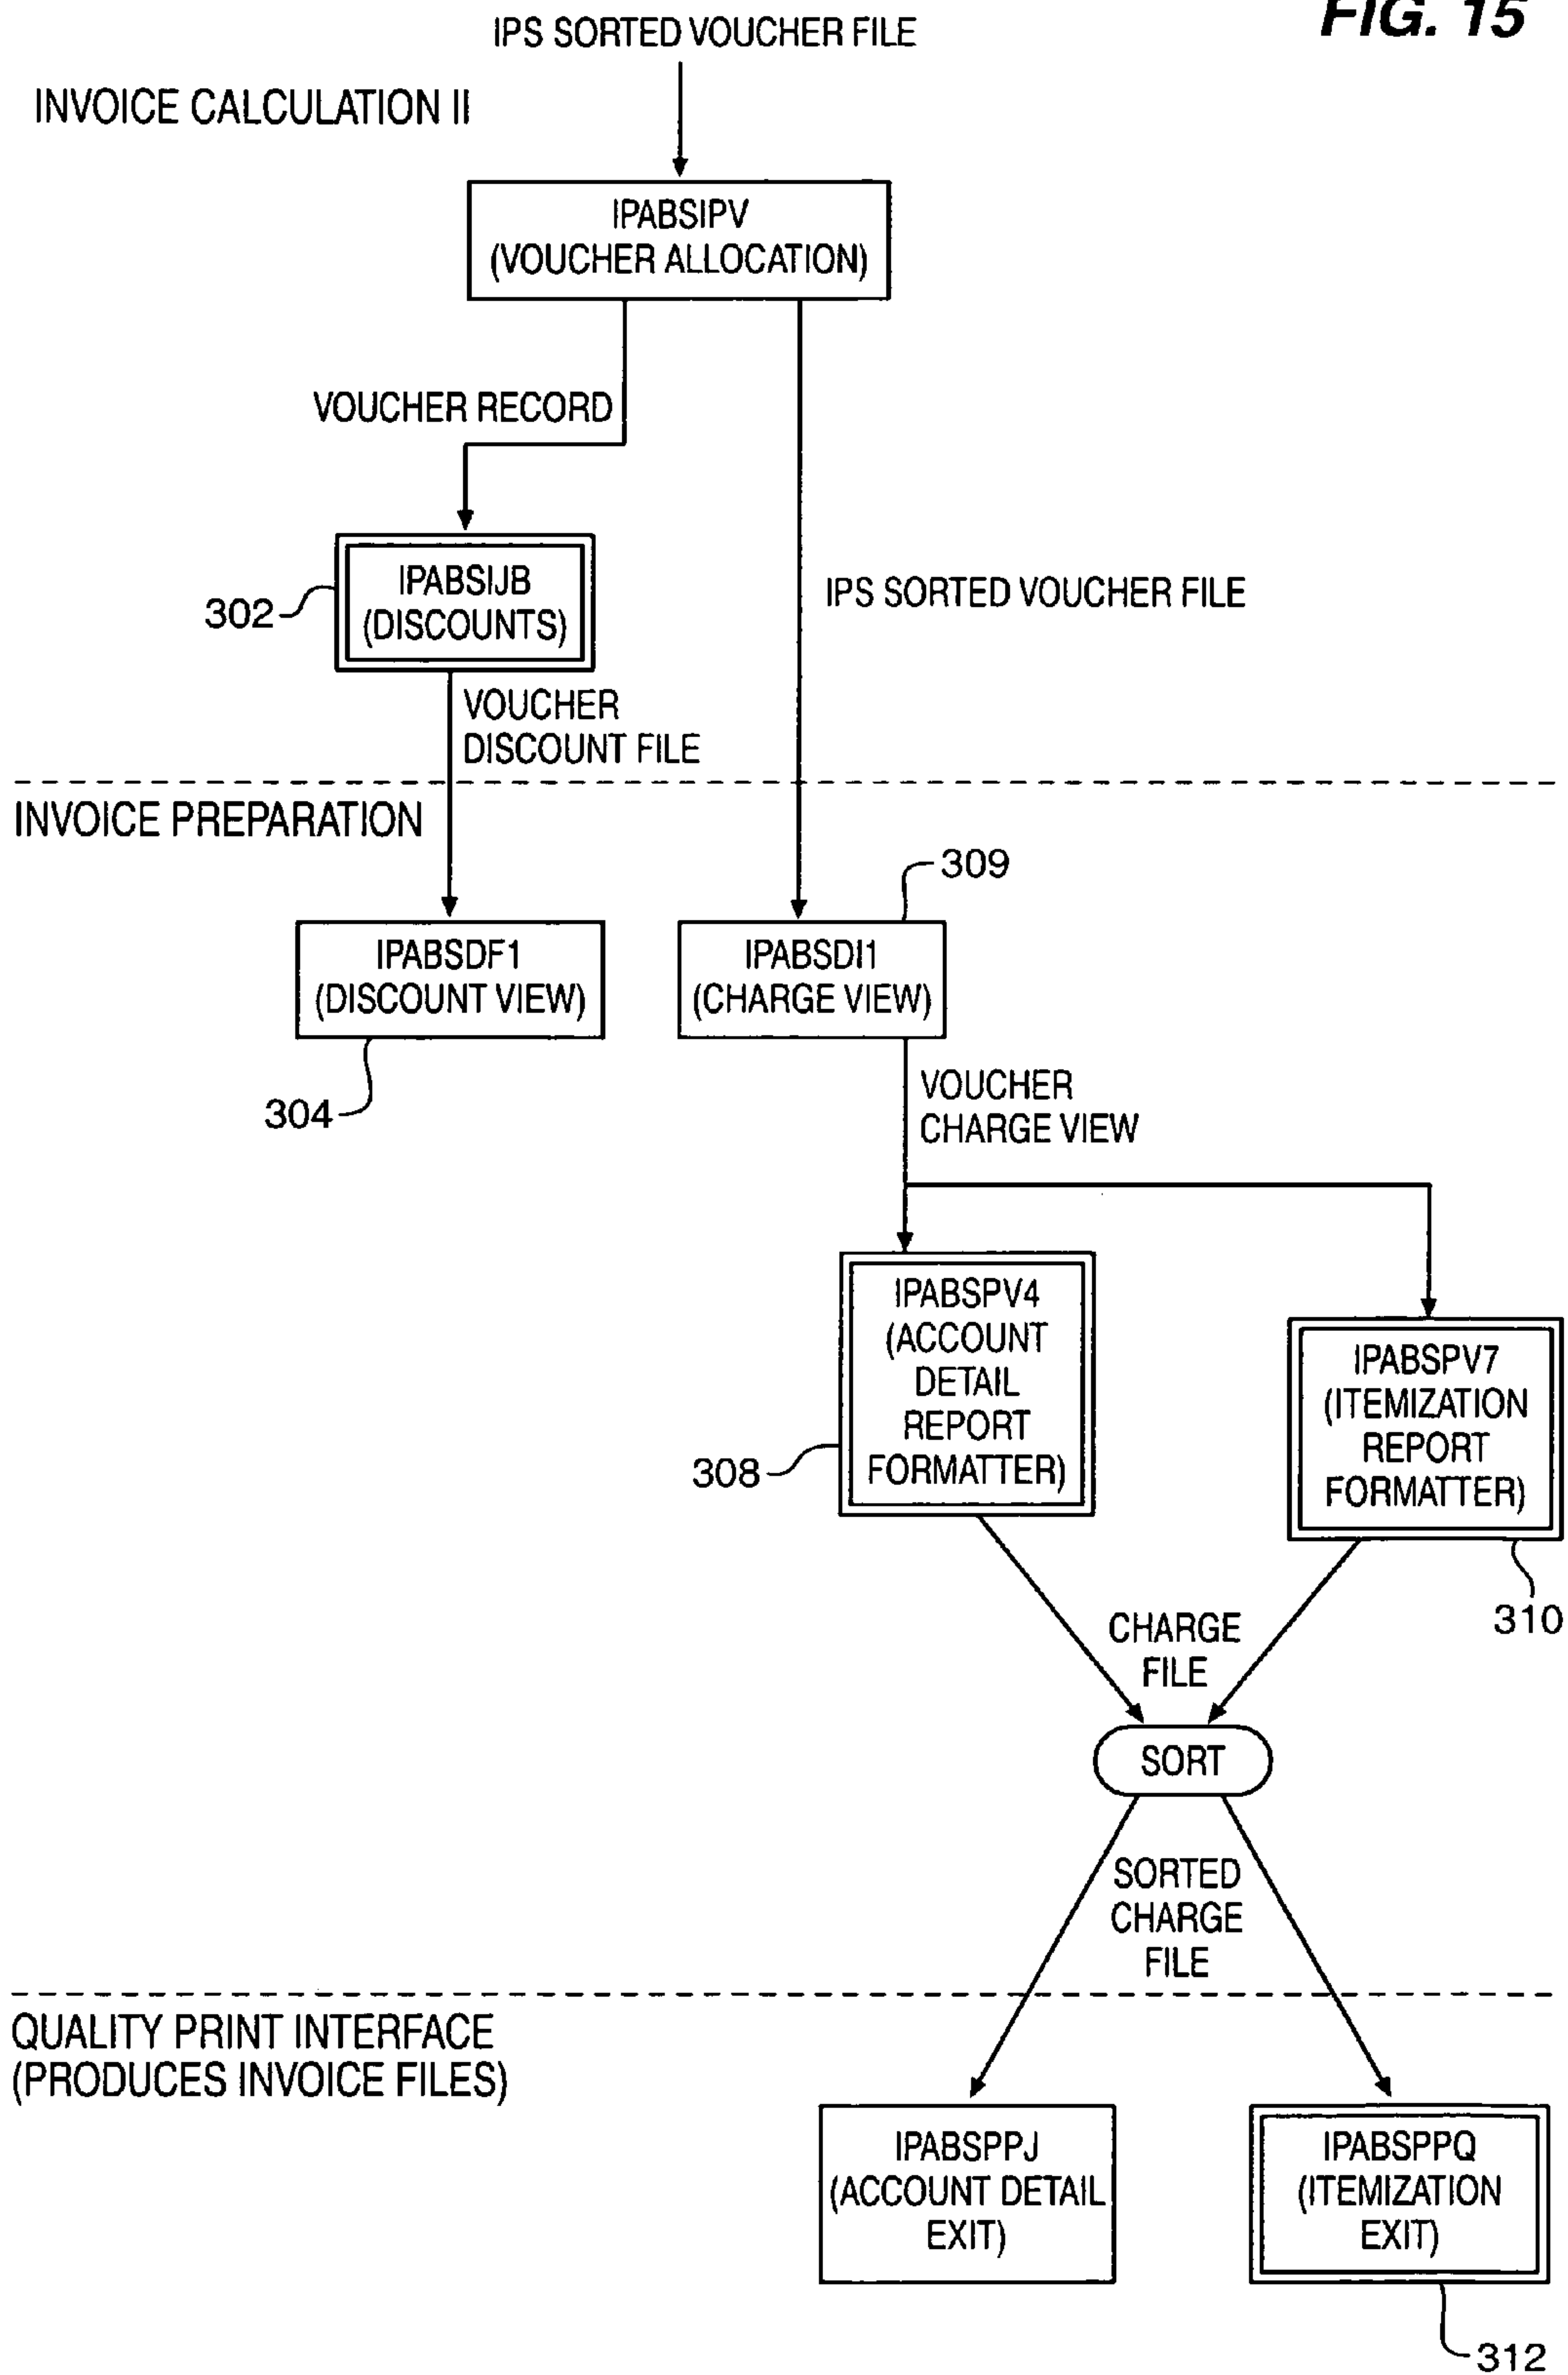 FIG. 15
IPS SORTED VOUCHER FILE
INVOICE CALCULATION II
IPABSIPV
(VOUCHER ALLOCATION)
VOUCHER RECORD
IPABSIJB
(DISCOUNTS)
302
IPS SORTED VOUCHER FILE
VOUCHER
DISCOUNT FILE
INVOICE PREPARATION
309
IPABSDF1
(DISCOUNT VIEW)
IPABSDI1
(CHARGE VIEW)
304
VOUCHER
CHARGE VIEW
IPABSPV4
(ACCOUNT
DETAIL
REPORT
FORMATTER)
308
IPABSPV7
(ITEMIZATION
REPORT
FORMATTER)
310
CHARGE
FILE
SORT
SORTED
CHARGE
FILE
QUALITY PRINT INTERFACE
(PRODUCES INVOICE FILES)
IPABSPPJ
(ACCOUNT DETAIL
EXIT)
IPABSPPQ
(ITEMIZATION
EXIT)
312